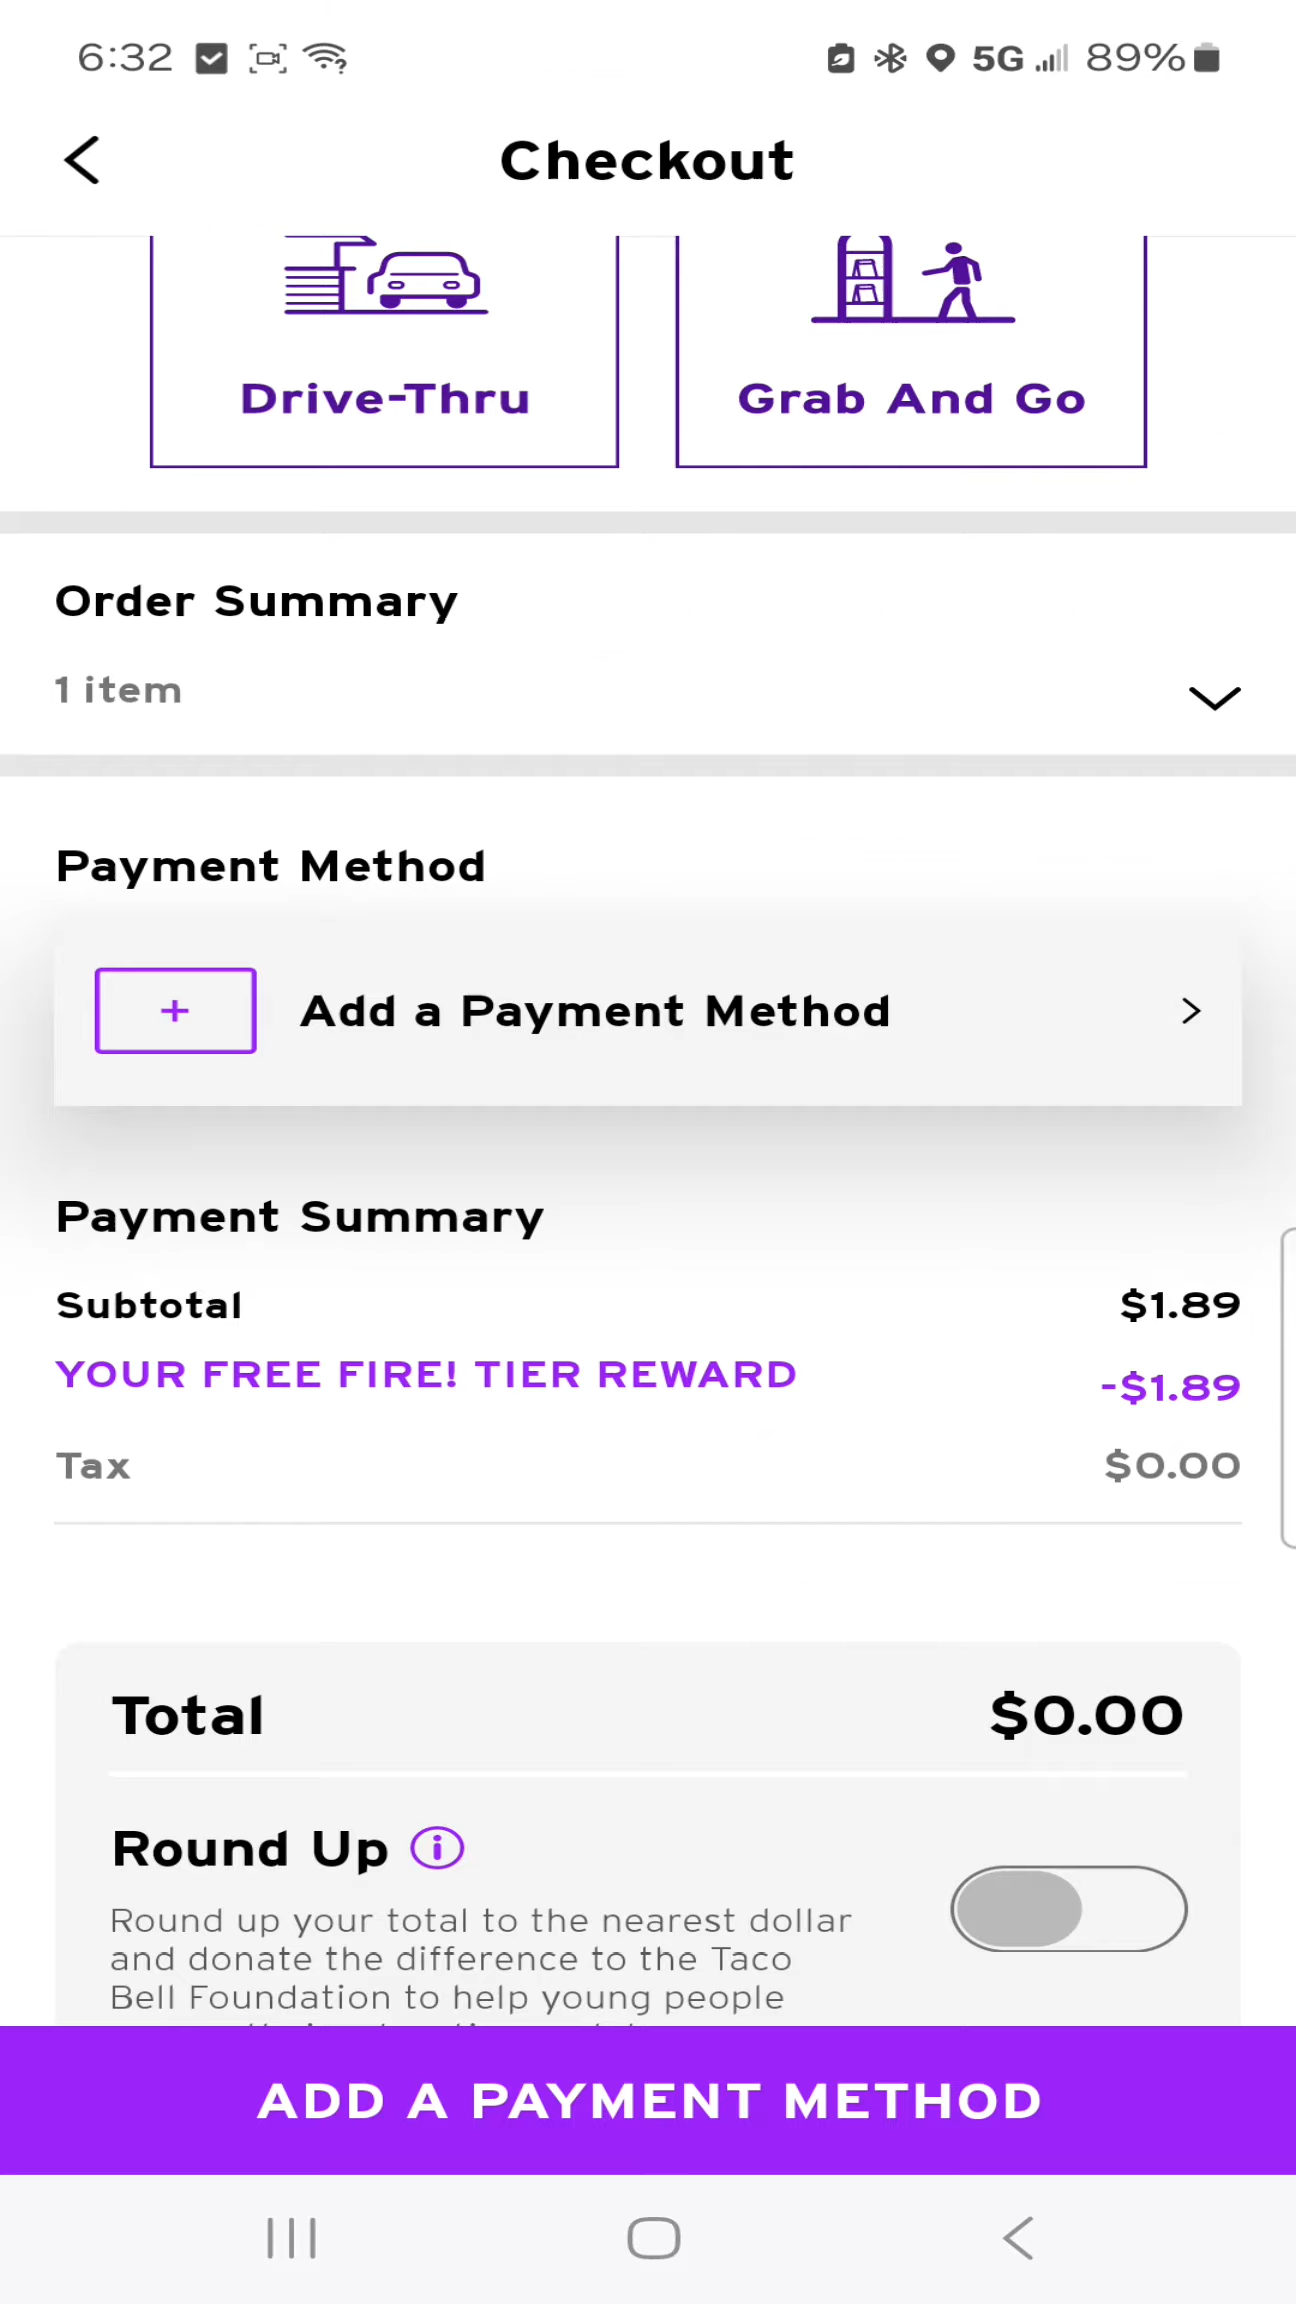 6:32
5G 89%
Checkout
Drive-Thru
Grab And Go
Order Summary
1 item
Payment Method
+ Add a Payment Method
Payment Summary
Subtotal $1.89
YOUR FREE FIRE! TIER REWARD -$1.89
Tax $0.00
Total $0.00
Round Up
Round up your total to the nearest dollar
and donate the difference to the Taco
Bell Foundation to help young people
ADD A PAYMENT METHOD